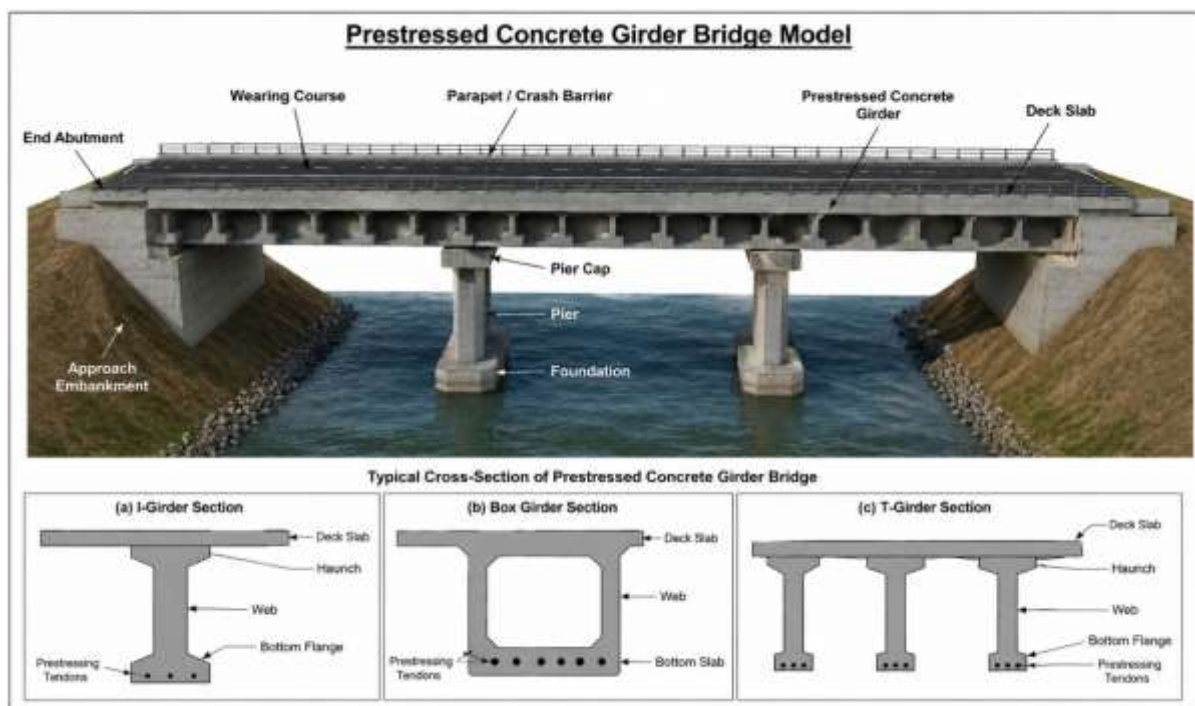 Prestressed Concrete Girder Bridge Model
Wearing Course
Parapet / Crash Barrier
Prestressed Concrete
Girder
Deck Slab
End Abutment
Pier Cap
Pier
Approach
Embankment
Foundation
Typical Cross-Section of Prestressed Concrete Girder Bridge
(a) I-Girder Section
Deck Slab
Haunch
Web
Bottom Flange
Prestressing
Tendons
(b) Box Girder Section
Deck Slab
Web
Prestressing
Tendons
Bottom Slab
(c) T-Girder Section
Deck Slab
Haunch
Web
Bottom Flange
Prestressing
Tendons